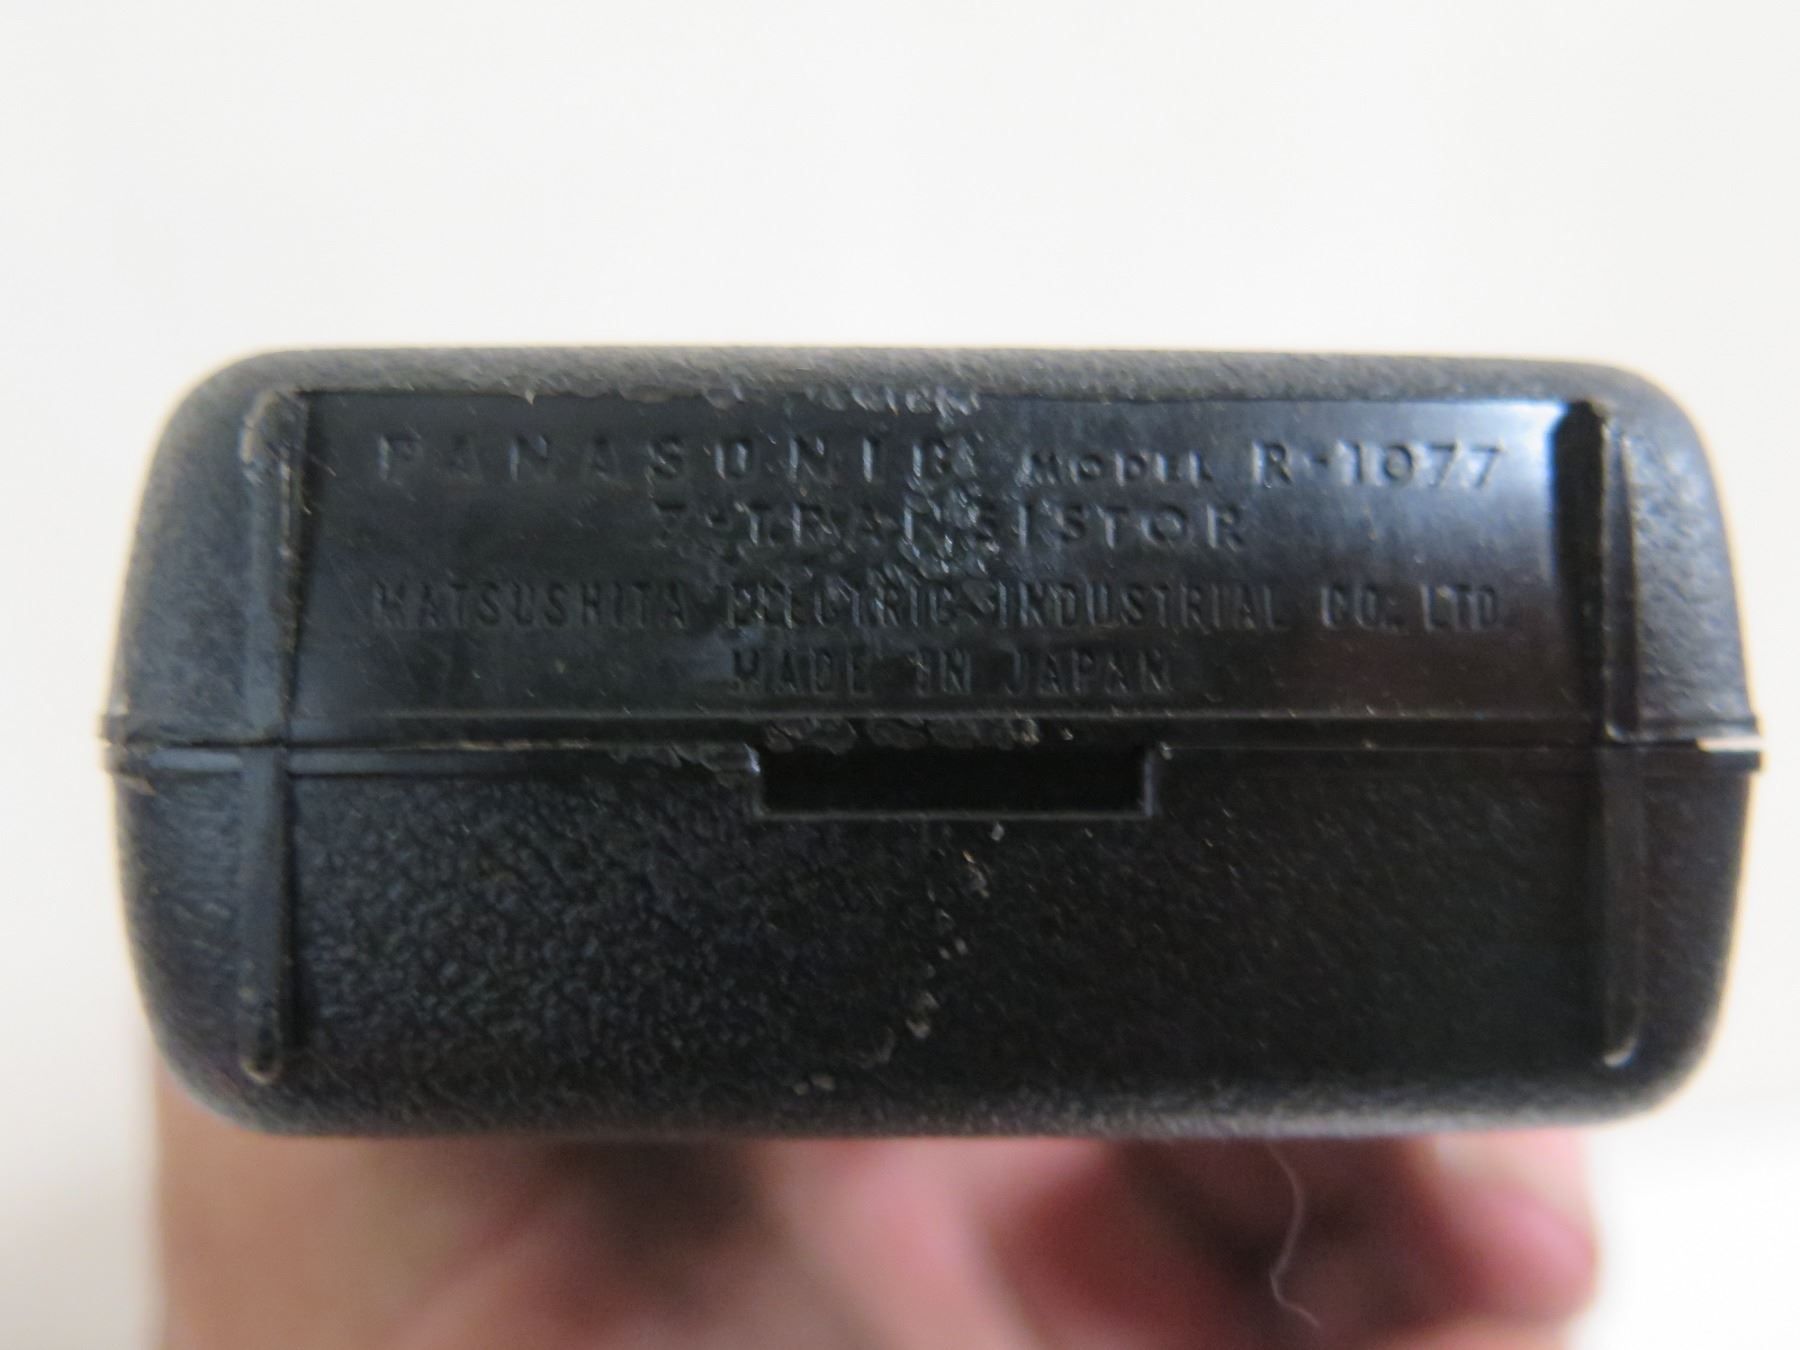 PANASONIC MODEL R-1077
7-TRANSISTOR
MATSUSHITA ELECTRIC INDUSTRIAL CO. LTD.
MADE IN JAPAN